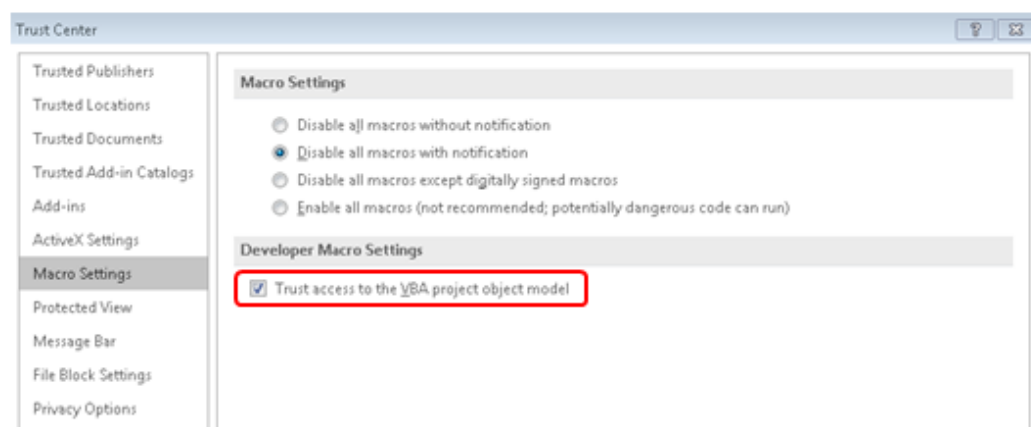 Trust Center
Trusted Publishers
Trusted Locations
Trusted Documents
Trusted Add-in Catalogs
Add-ins
ActiveX Settings
Macro Settings
Protected View
Message Bar
File Block Settings
Privacy Options
Macro Settings
Disable all macros without notification
Disable all macros with notification
Disable all macros except digitally signed macros
Enable all macros (not recommended; potentially dangerous code can run)
Developer Macro Settings
Trust access to the VBA project object model